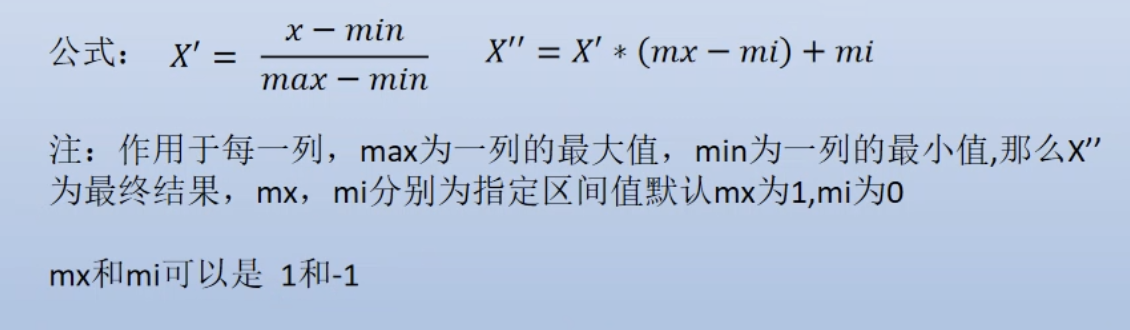 公式： X′ = (x − min)/(max − min) X′′ = X′ * (mx − mi) + mi
注：作用于每一列，max为一列的最大值，min为一列的最小值,那么X’’
为最终结果，mx，mi分别为指定区间值默认mx为1,mi为0
mx和mi可以是 1和-1